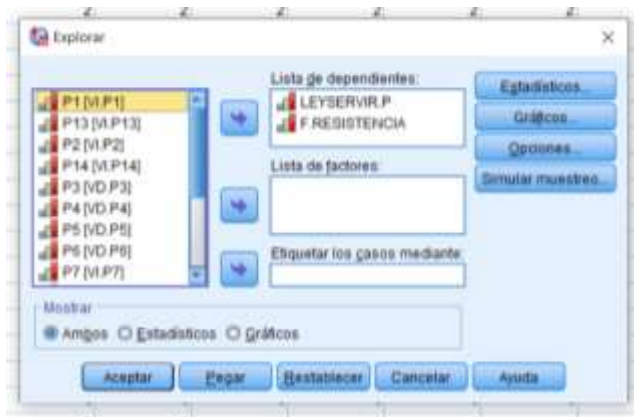 Explorar
P1 [VI.P1]
P13 [VI.P13]
P2 [VI.P2]
P14 [VI.P14]
P3 [VD.P3]
P4 [VD.P4]
P5 [VD.P5]
P6 [VD.P6]
P7 [VI.P7]
Lista de dependientes:
LEYSERVIR.P
F.RESISTENCIA
Lista de factores:
Etiquetar los casos mediante:
Estadísticos...
Gráficos...
Opciones...
Simular muestreo...
Mostrar
Ambos Estadísticos Gráficos
Aceptar Pegar Restablecer Cancelar Ayuda